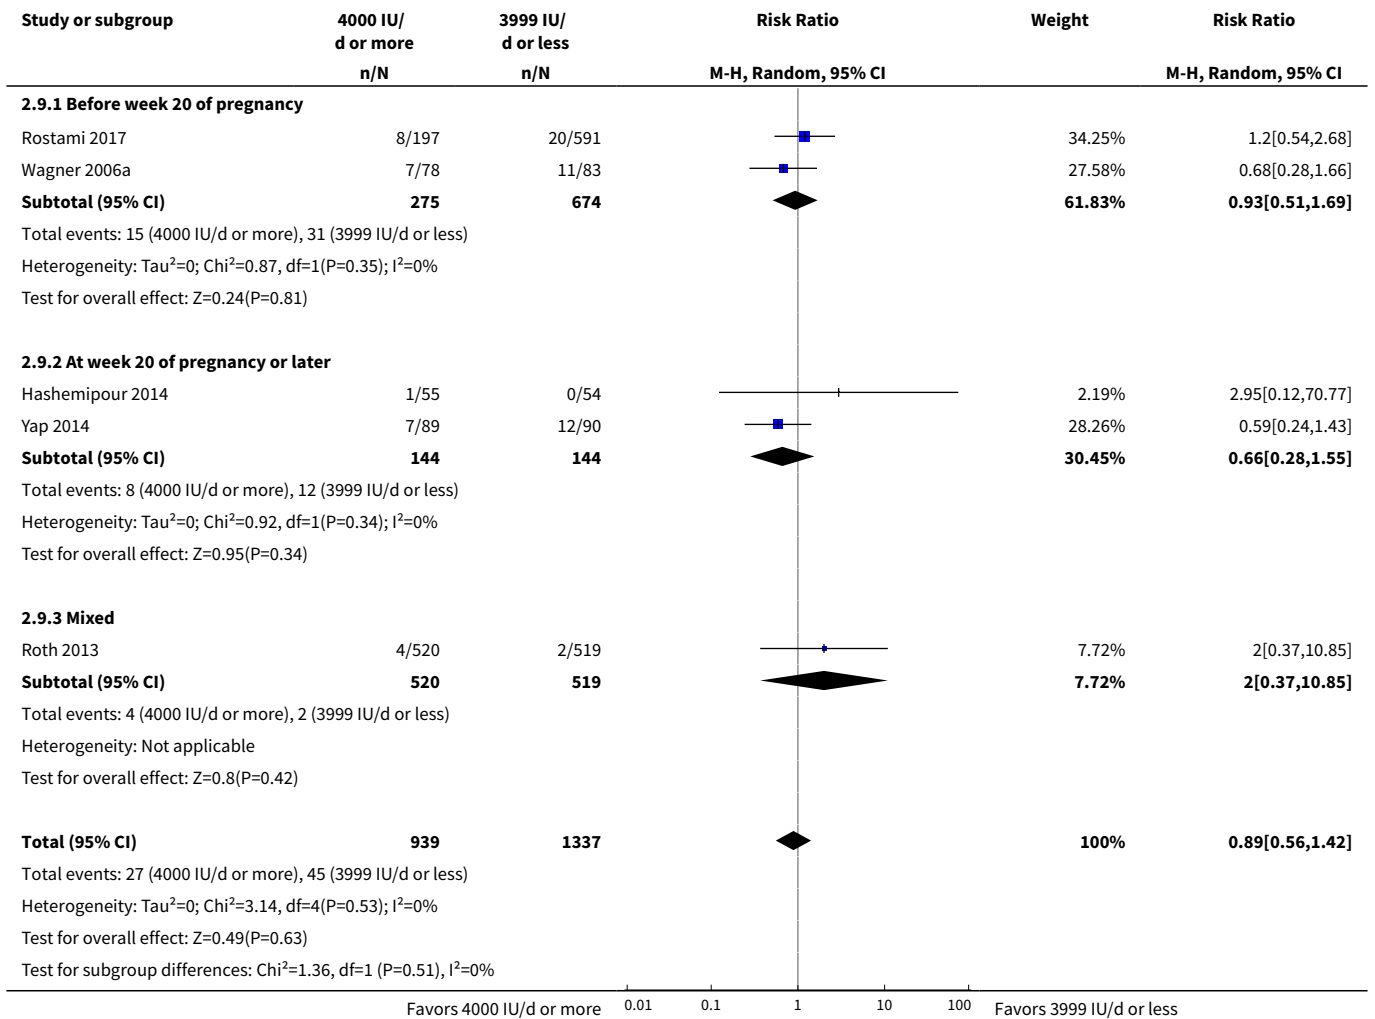 Study or subgroup 4000 IU/ 3999 IU/ Risk Ratio Weight Risk Ratio
d or more d or less
n/N n/N M-H, Random, 95% CI M-H, Random, 95% CI
2.9.1 Before week 20 of pregnancy
Rostami 2017 8/197 20/591 34.25% 1.2[0.54,2.68]
Wagner 2006a 7/78 11/83 27.58% 0.68[0.28,1.66]
Subtotal (95% CI) 275 674 61.83% 0.93[0.51,1.69]
Total events: 15 (4000 IU/d or more), 31 (3999 IU/d or less)
Heterogeneity: Tau²=0; Chi²=0.87, df=1(P=0.35); I²=0%
Test for overall effect: Z=0.24(P=0.81)
2.9.2 At week 20 of pregnancy or later
Hashemipour 2014 1/55 0/54 2.19% 2.95[0.12,70.77]
Yap 2014 7/89 12/90 28.26% 0.59[0.24,1.43]
Subtotal (95% CI) 144 144 30.45% 0.66[0.28,1.55]
Total events: 8 (4000 IU/d or more), 12 (3999 IU/d or less)
Heterogeneity: Tau²=0; Chi²=0.92, df=1(P=0.34); I²=0%
Test for overall effect: Z=0.95(P=0.34)
2.9.3 Mixed
Roth 2013 4/520 2/519 7.72% 2[0.37,10.85]
Subtotal (95% CI) 520 519 7.72% 2[0.37,10.85]
Total events: 4 (4000 IU/d or more), 2 (3999 IU/d or less)
Heterogeneity: Not applicable
Test for overall effect: Z=0.8(P=0.42)
Total (95% CI) 939 1337 100% 0.89[0.56,1.42]
Total events: 27 (4000 IU/d or more), 45 (3999 IU/d or less)
Heterogeneity: Tau²=0; Chi²=3.14, df=4(P=0.53); I²=0%
Test for overall effect: Z=0.49(P=0.63)
Test for subgroup differences: Chi²=1.36, df=1 (P=0.51), I²=0%
Favors 4000 IU/d or more 0.01 0.1 1 10 100 Favors 3999 IU/d or less